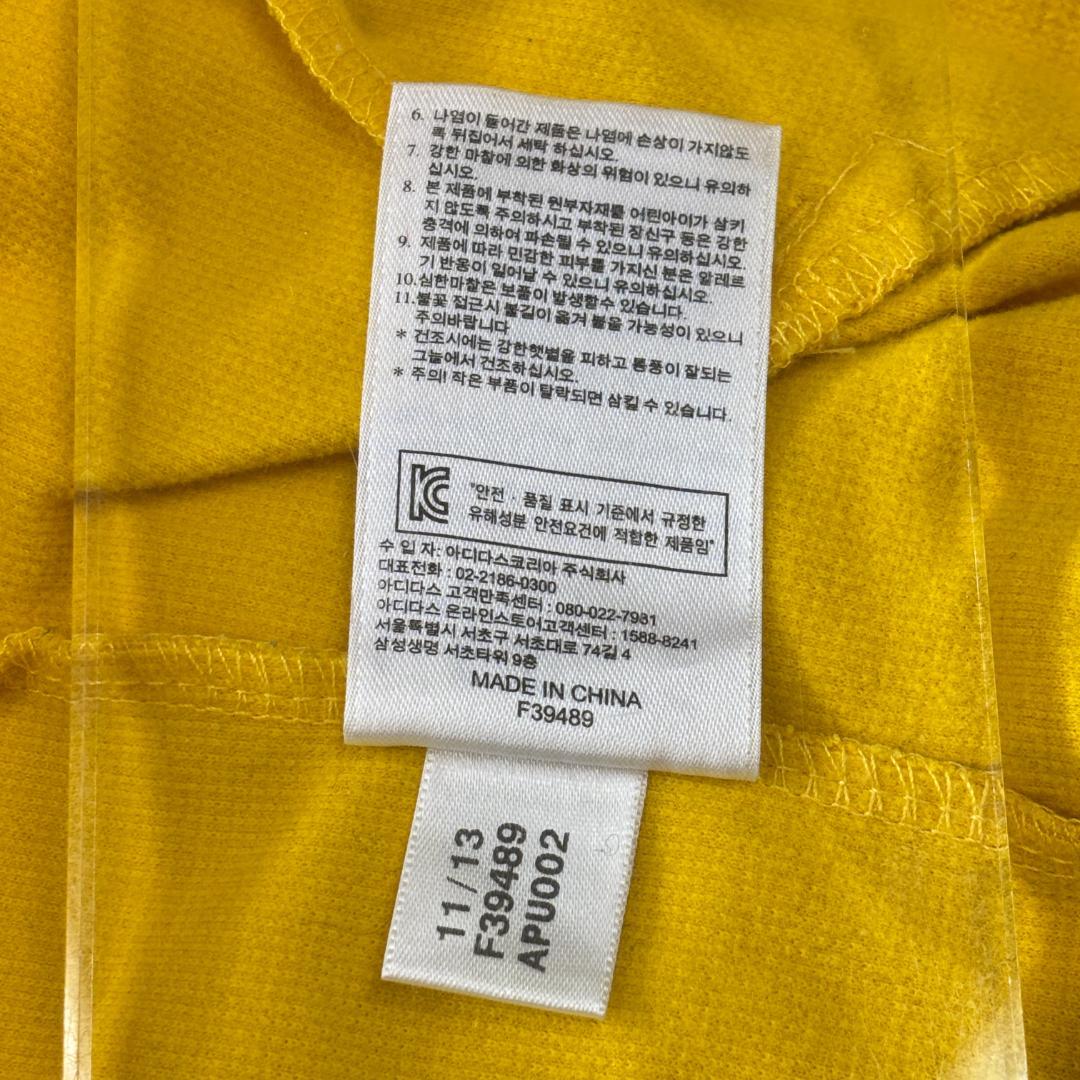 6. 나염이 들어간 제품은 나염에 손상이 가지않도
록 뒤집어서 세탁 하십시오.
7. 강한 마찰에 의한 화상의 위험이 있으니 유의하
십시오.
8. 본 제품에 부착된 원부자재를 어린아이가 삼키
지 않도록 주의하시고 부착된 장신구 등은 강한
충격에 의하여 파손될 수 있으니 유의하십시오.
9. 제품에 따라 민감한 피부를 가지신 분은 알레르
기 반응이 일어날 수 있으니 유의하십시오.
10.심한마찰은 보풀이 발생할수 있습니다.
11.불꽃 접근시 불길이 옮겨 붙을 가능성이 있으니
주의바랍니다.
* 건조시에는 강한햇볕을 피하고 통풍이 잘되는
그늘에서 건조하십시오.
* 주의! 작은 부품이 탈락되면 삼킬 수 있습니다.
KC
"안전 · 품질 표시 기준에서 규정한
유해성분 안전요건에 적합한 제품임"
수 입 자: 아디다스코리아 주식회사
대표전화 : 02-2186-0300
아디다스 고객만족센터 : 080-022-7931
아디다스 온라인스토어고객센터 : 1588-8241
서울특별시 서초구 서초대로 74길 4
삼성생명 서초타워 9층
MADE IN CHINA
F39489
11/13
F39489
APU002